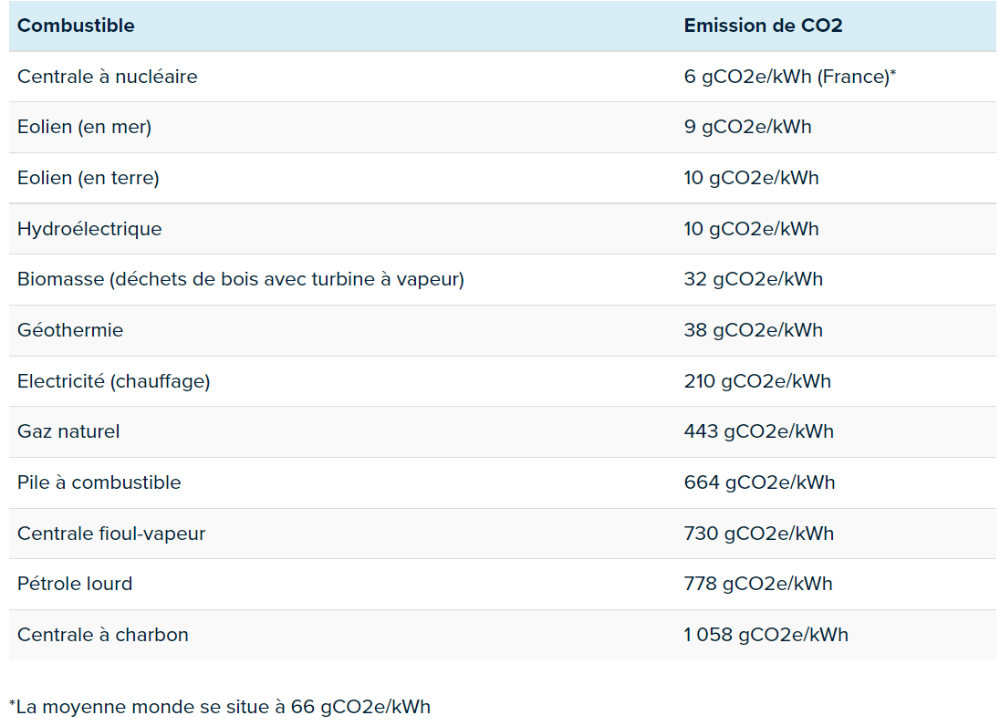 Combustible Emission de CO2
Centrale à nucléaire 6 gCO2e/kWh (France)*
Eolien (en mer) 9 gCO2e/kWh
Eolien (en terre) 10 gCO2e/kWh
Hydroélectrique 10 gCO2e/kWh
Biomasse (déchets de bois avec turbine à vapeur) 32 gCO2e/kWh
Géothermie 38 gCO2e/kWh
Electricité (chauffage) 210 gCO2e/kWh
Gaz naturel 443 gCO2e/kWh
Pile à combustible 664 gCO2e/kWh
Centrale fioul-vapeur 730 gCO2e/kWh
Pétrole lourd 778 gCO2e/kWh
Centrale à charbon 1 058 gCO2e/kWh
*La moyenne monde se situe à 66 gCO2e/kWh